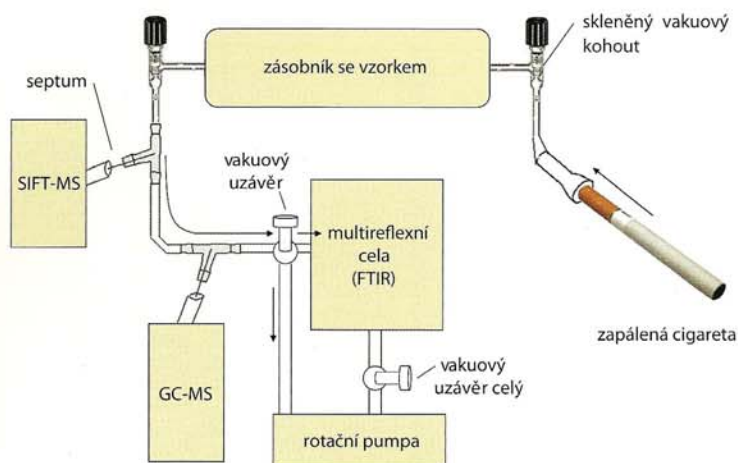 skleněný vakuový
kohout
zásobník se vzorkem
septum
SIFT-MS
vakuový
uzávěr
multireflexní
cela
(FTIR)
zapálená cigareta
GC-MS
vakuový
uzávěr celý
rotační pumpa